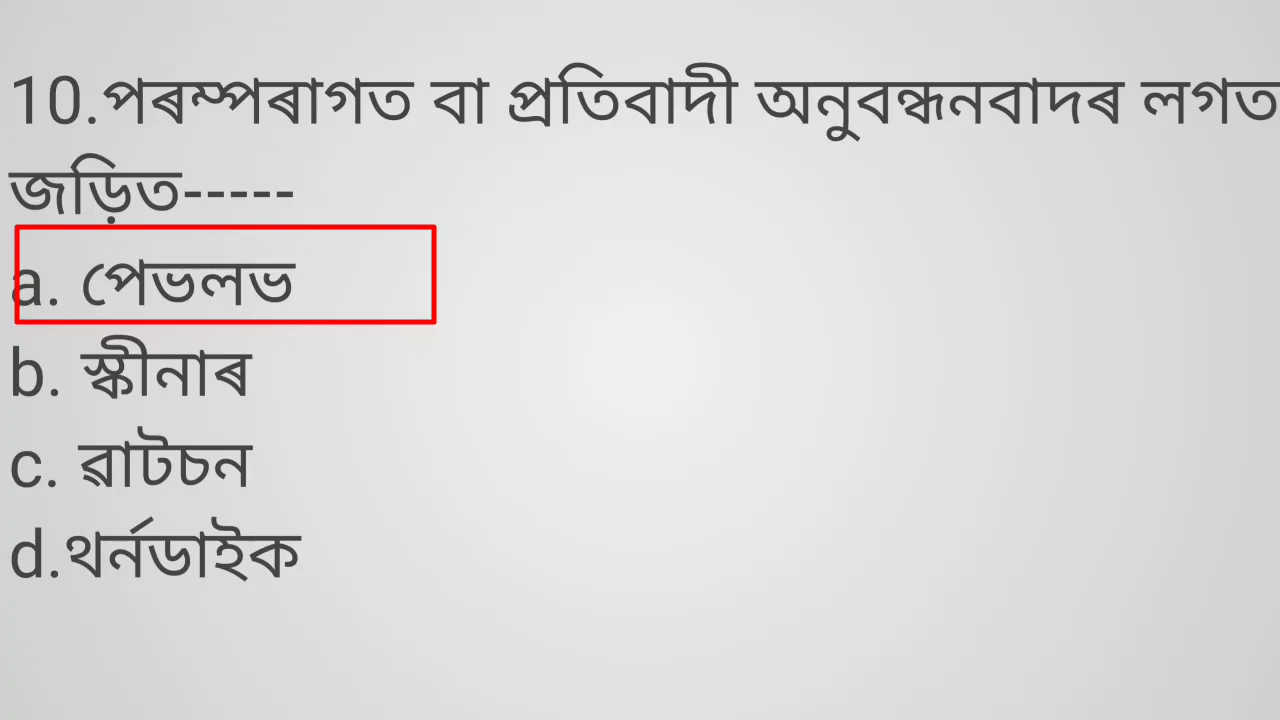 10.পৰম্পৰাগত বা প্ৰতিবাদী অনুবন্ধনবাদৰ লগত
জড়িত-----
a. পেভলভ
b. স্কীনাৰ
c. ৱাটচন
d.থৰ্নডাইক